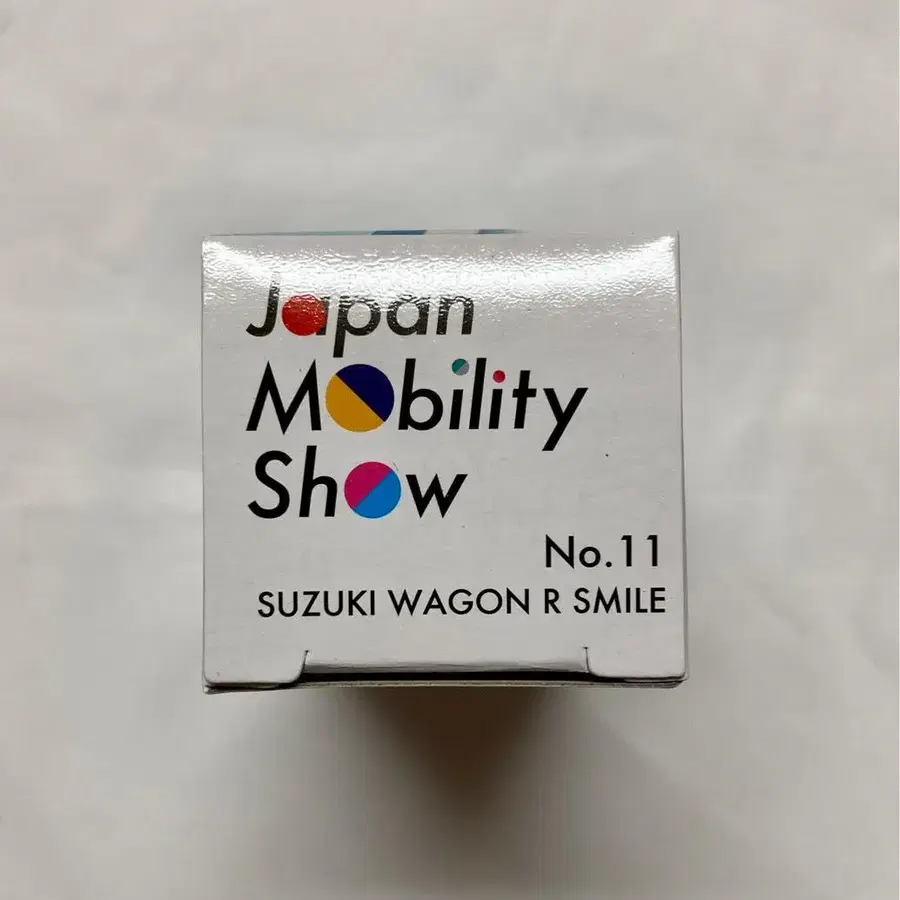 Japan
Mobility
Show
No.11
SUZUKI WAGON R SMILE